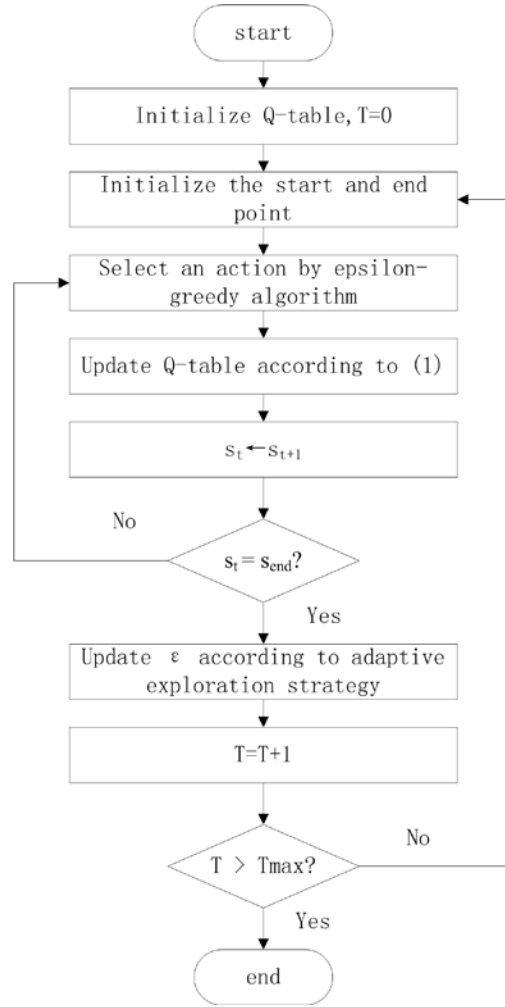 start
Initialize Q-table,T=0
Initialize the start and end
point
Select an action by epsilon-
greedy algorithm
Update Q-table according to (1)
sₜ←sₜ₊₁
No
sₜ = s_end?
Yes
Update ε according to adaptive
exploration strategy
T=T+1
No
T > Tmax?
Yes
end